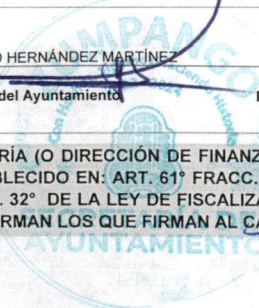 O HERNÁNDEZ MARTÍNEZ
del Ayuntamiento
RÍA (O DIRECCIÓN DE FINANZ
BLECIDO EN: ART. 61° FRACC.
. 32° DE LA LEY DE FISCALIZA
IRMAN LOS QUE FIRMAN AL CA
AYUNTAMIENTO